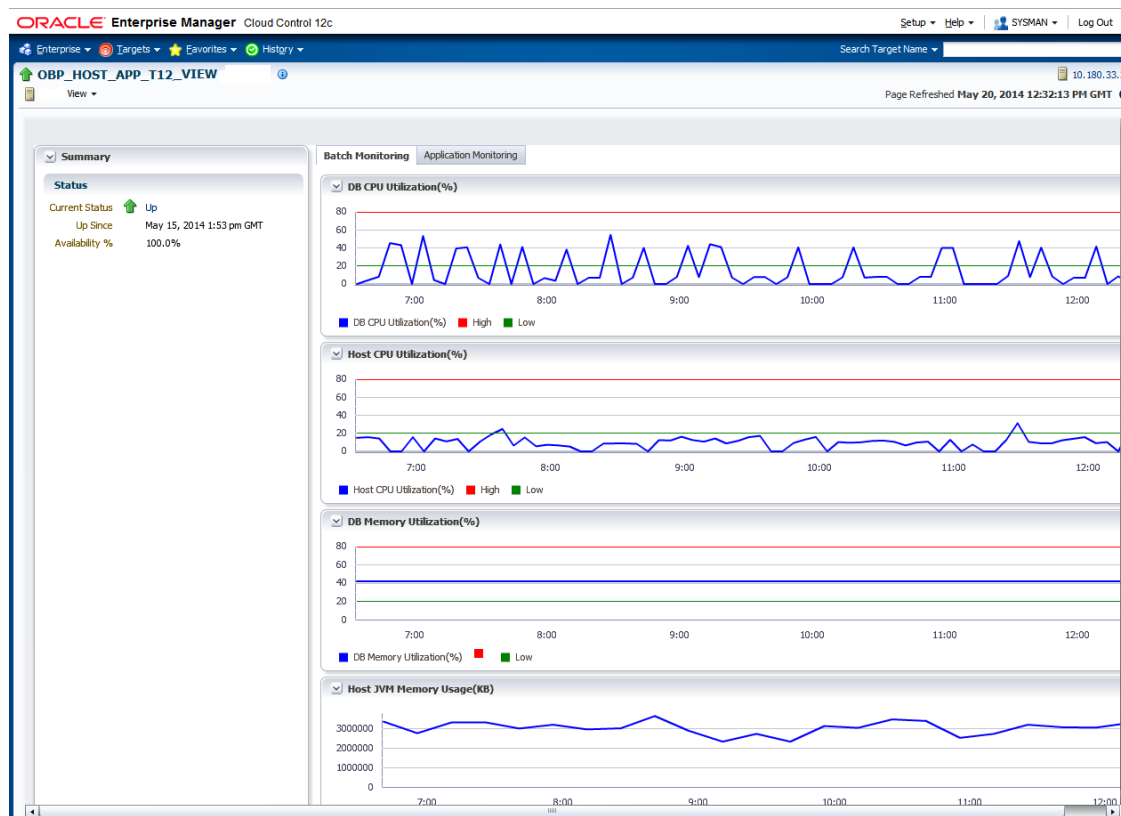 ORACLE Enterprise Manager Cloud Control 12c
Setup Help SYSMAN Log Out
Enterprise Targets Favorites History Search Target Name
OBP_HOST_APP_T12_VIEW 10.180.33.
View Page Refreshed May 20, 2014 12:32:13 PM GMT
Summary
Status
Current Status Up
Up Since May 15, 2014 1:53 pm GMT
Availability % 100.0%
Batch Monitoring Application Monitoring
DB CPU Utilization(%)
80
60
40
20
0
7:00 8:00 9:00 10:00 11:00 12:00
DB CPU Utilization(%) High Low
Host CPU Utilization(%)
80
60
40
20
0
7:00 8:00 9:00 10:00 11:00 12:00
Host CPU Utilization(%) High Low
DB Memory Utilization(%)
80
60
40
20
0
7:00 8:00 9:00 10:00 11:00 12:00
DB Memory Utilization(%) Low
Host JVM Memory Usage(KB)
3000000
2000000
1000000
0
7:00 8:00 9:00 10:00 11:00 12:00